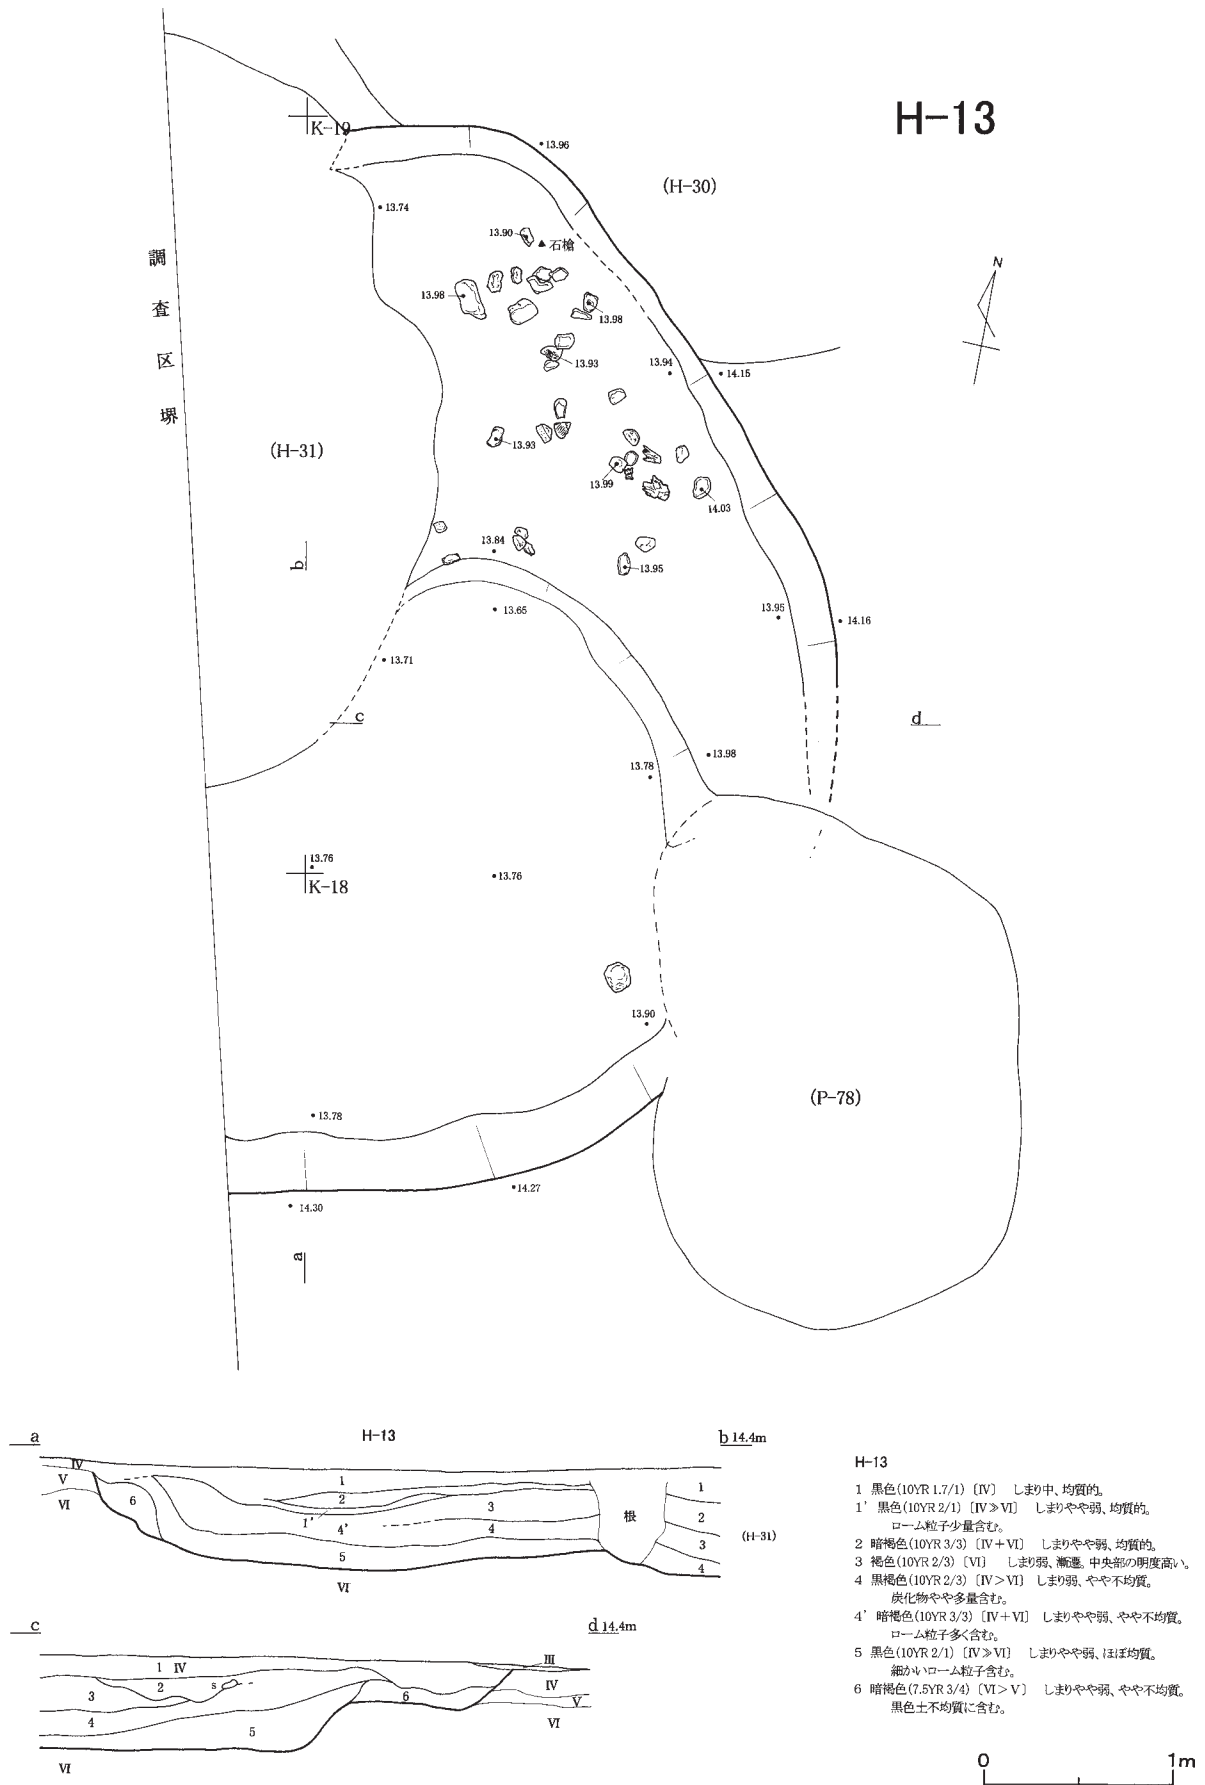 H-13
K-19
13.96
(H-30)
13.74
13.90
▲石槍
調査区堺
N
13.98
13.98
13.93
13.94
14.15
13.93
(H-31)
13.99
14.03
b
13.84
13.95
13.65
13.95
14.16
13.71
c
d
13.98
13.78
13.76
K-18
13.76
13.90
13.78
(P-78)
14.27
14.30
a
a
H-13
b 14.4m
Ⅳ
Ⅴ
Ⅵ
6
1
2
1'
3
4'
4
5
Ⅵ
根
1
2
3
4
(H-31)
c
d 14.4m
1 Ⅳ
2
s
3
4
5
6
Ⅲ
Ⅳ
Ⅴ
Ⅵ
Ⅵ
H-13
1 黒色(10YR 1.7/1)〔Ⅳ〕 しまり中、均質的。
1' 黒色(10YR 2/1)〔Ⅳ≫Ⅵ〕 しまりやや弱、均質的。
ローム粒子少量含む。
2 暗褐色(10YR 3/3)〔Ⅳ+Ⅵ〕 しまりやや弱、均質的。
3 褐色(10YR 2/3)〔Ⅵ〕 しまり弱、漸遷。中央部の明度高い。
4 黒褐色(10YR 2/3)〔Ⅳ>Ⅵ〕 しまり弱、やや不均質。
炭化物やや多量含む。
4' 暗褐色(10YR 3/3)〔Ⅳ+Ⅵ〕 しまりやや弱、やや不均質。
ローム粒子多く含む。
5 黒色(10YR 2/1)〔Ⅳ≫Ⅵ〕 しまりやや弱、ほぼ均質。
細かいローム粒子含む。
6 暗褐色(7.5YR 3/4)〔Ⅵ>Ⅴ〕 しまりやや弱、やや不均質。
黒色土不均質に含む。
0 1m